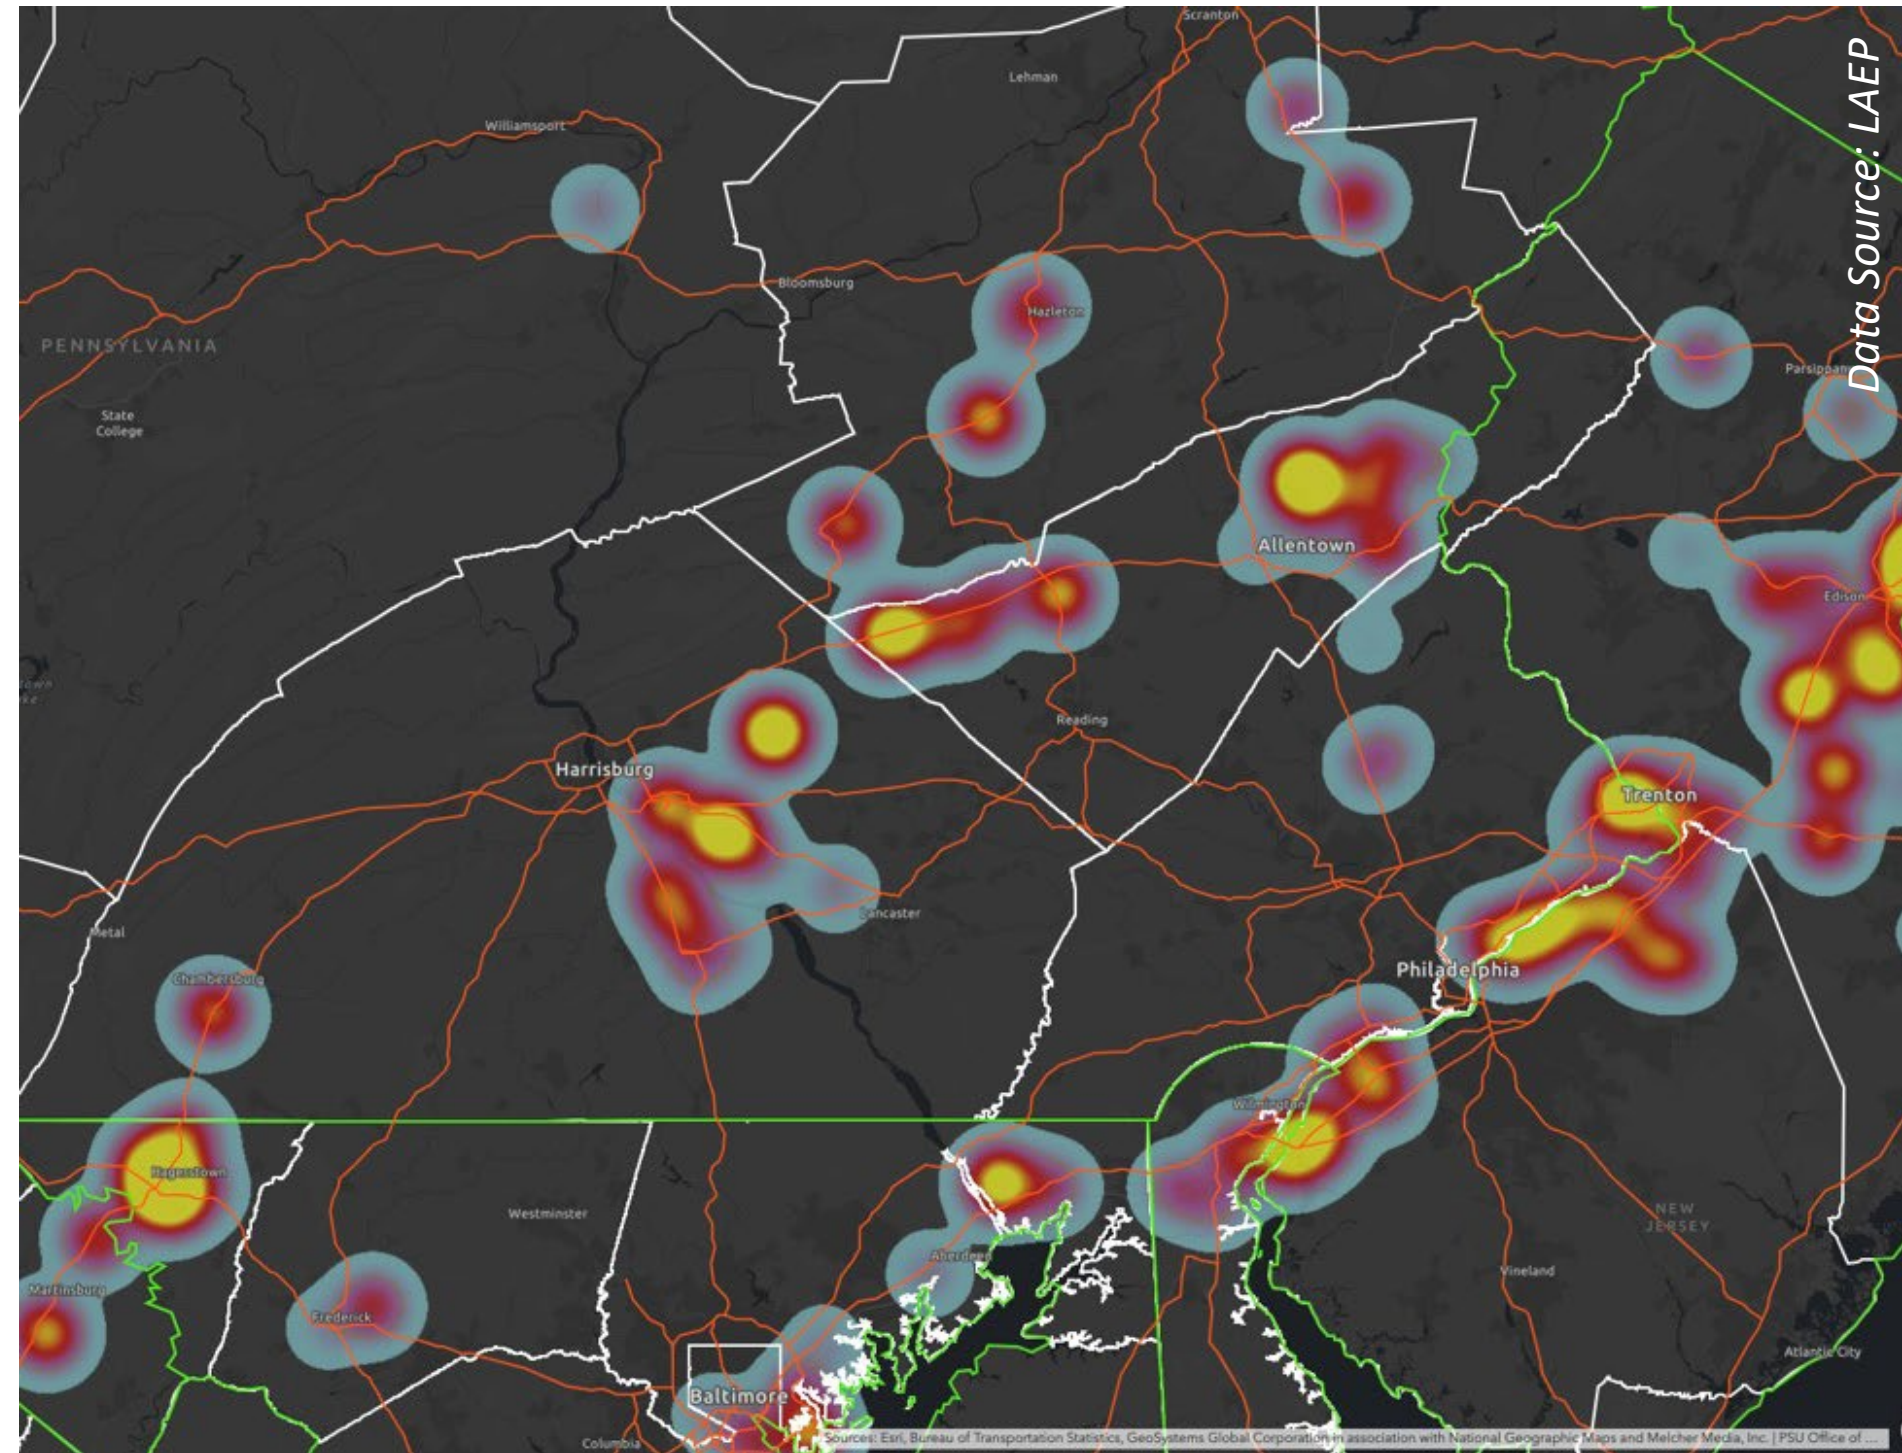 Scranton
Lehman
Data Source: LAEP
Williamsport
Bloomsburg
Hazleton
PENNSYLVANIA
Parsippan
State
College
Allentown
Edison
Reading
Harrisburg
Trenton
Lancaster
Metal
Philadelphia
Chambersburg
Wilmington
Hagerstown
Westminster
NEW
JERSEY
Aberdeen
Vineland
Martinsburg
Frederick
Atlantic City
Baltimore
Columbia
Sources: Esri, Bureau of Transportation Statistics, GeoSystems Global Corporation in association with National Geographic Maps and Melcher Media, Inc. | PSU Office of ...